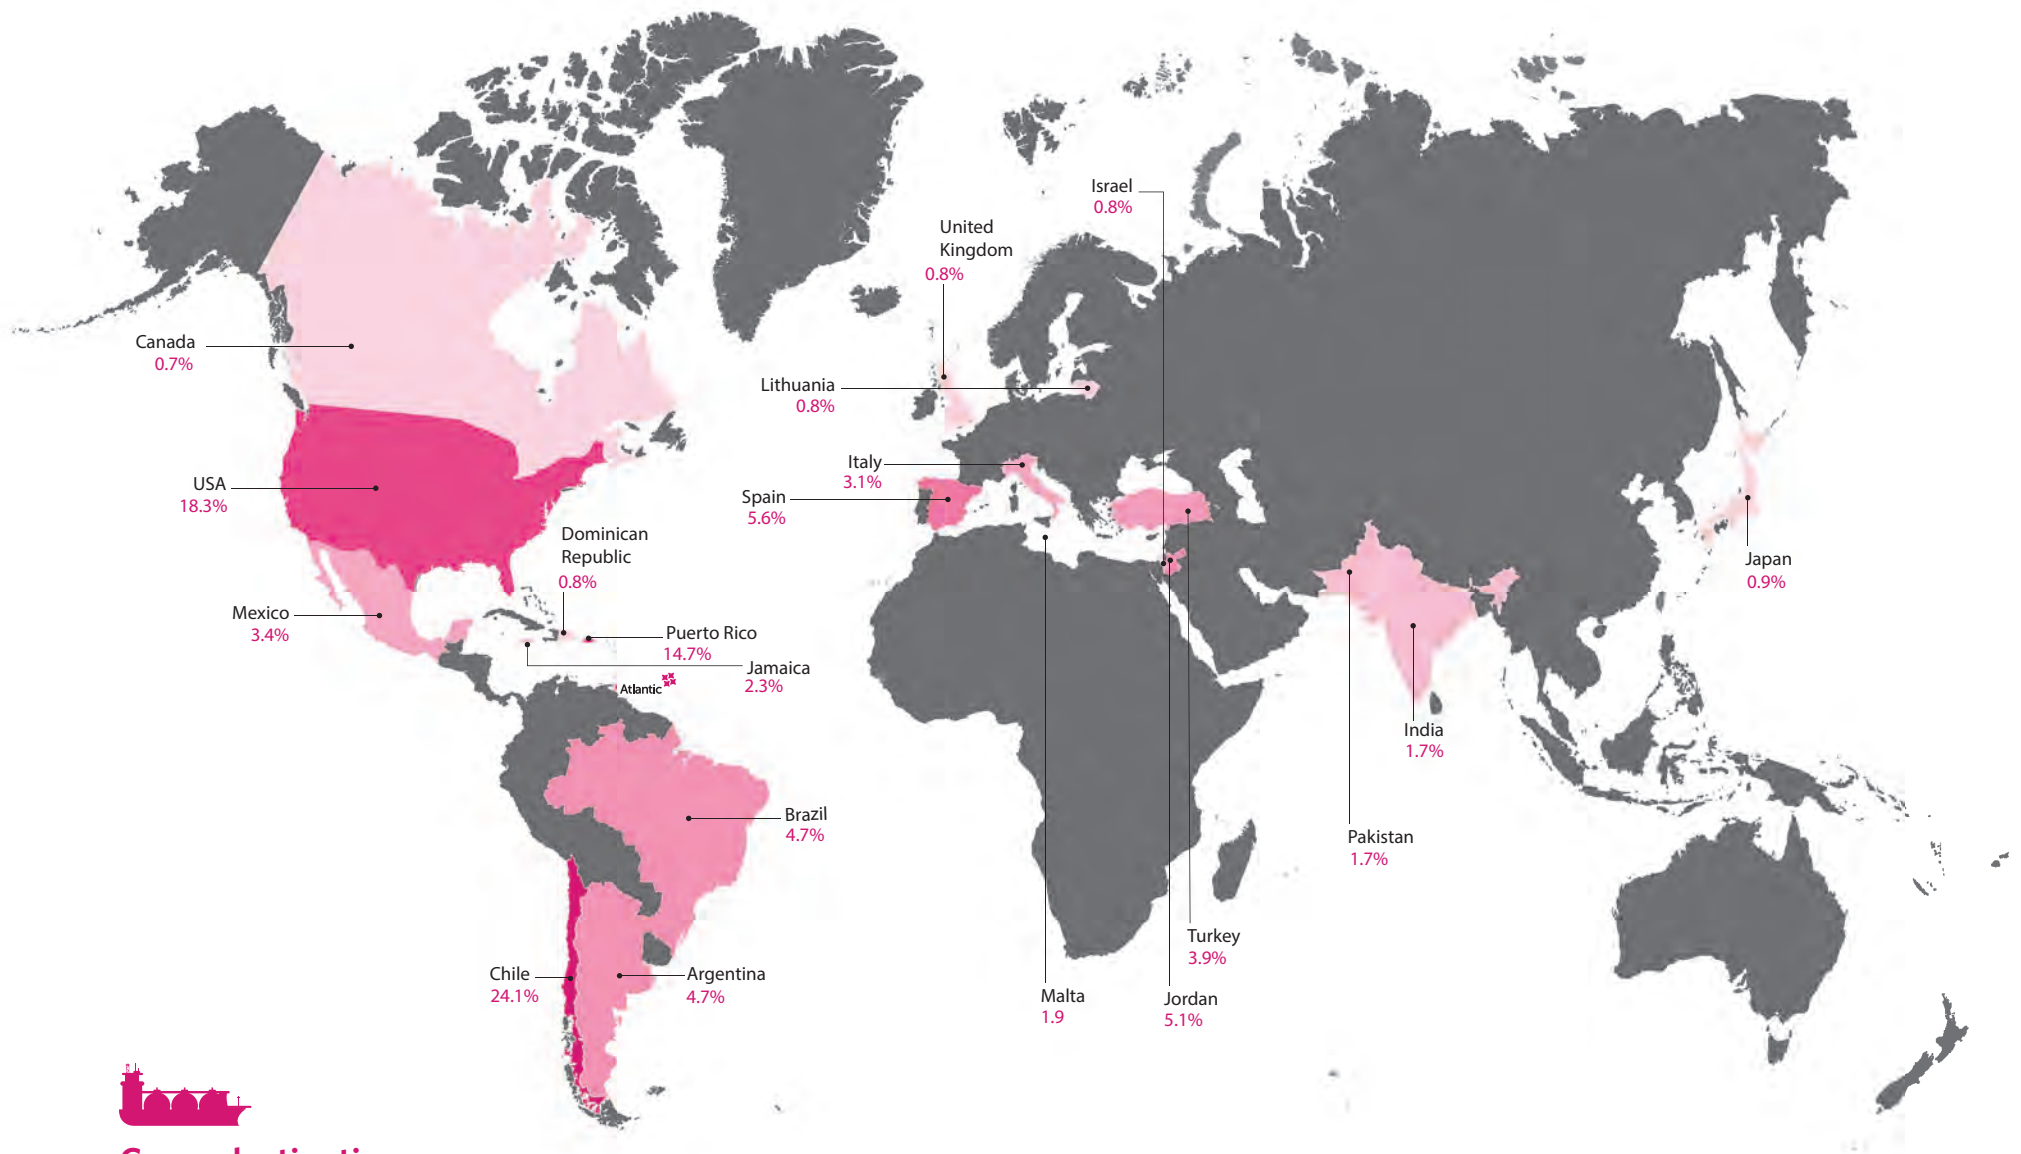 Israel
0.8%
United
Kingdom
0.8%
Canada
0.7%
Lithuania
0.8%
Italy
3.1%
USA
18.3%
Spain
5.6%
Dominican
Republic
0.8%
Japan
0.9%
Mexico
3.4%
Puerto Rico
14.7%
Jamaica
2.3%
Atlantic
India
1.7%
Brazil
4.7%
Pakistan
1.7%
Turkey
3.9%
Chile
24.1%
Argentina
4.7%
Malta
1.9
Jordan
5.1%